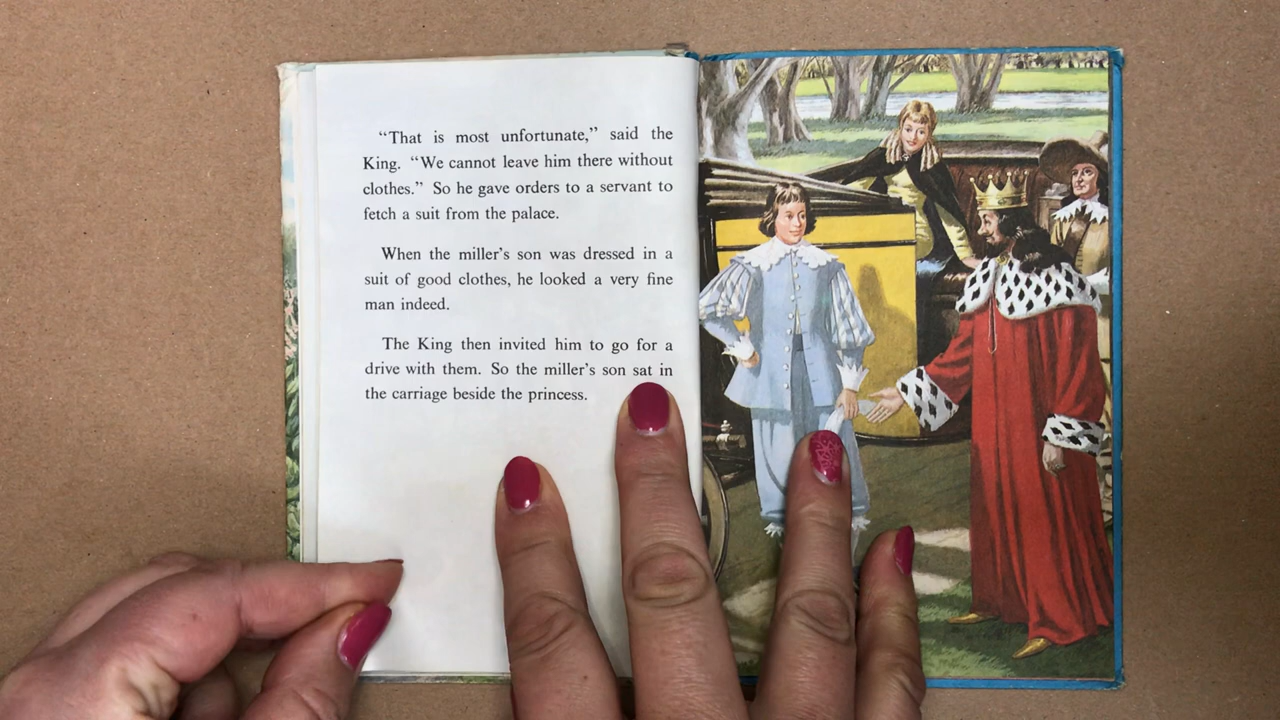 “That is most unfortunate,” said the
King. “We cannot leave him there without
clothes.” So he gave orders to a servant to
fetch a suit from the palace.
When the miller’s son was dressed in a
suit of good clothes, he looked a very fine
man indeed.
The King then invited him to go for a
drive with them. So the miller’s son sat in
the carriage beside the princess.